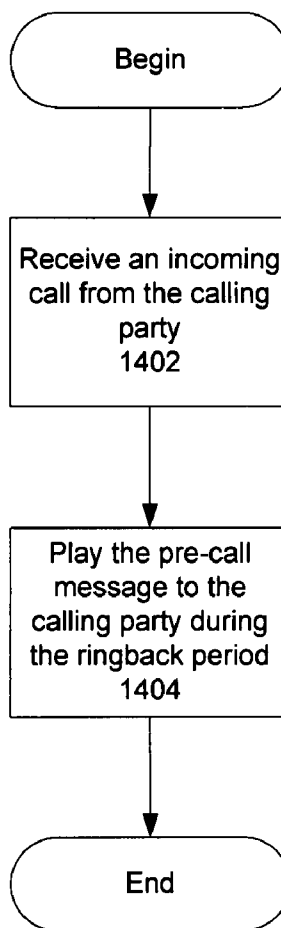 Begin
Receive an incoming
call from the calling
party
1402
Play the pre-call
message to the
calling party during
the ringback period
1404
End